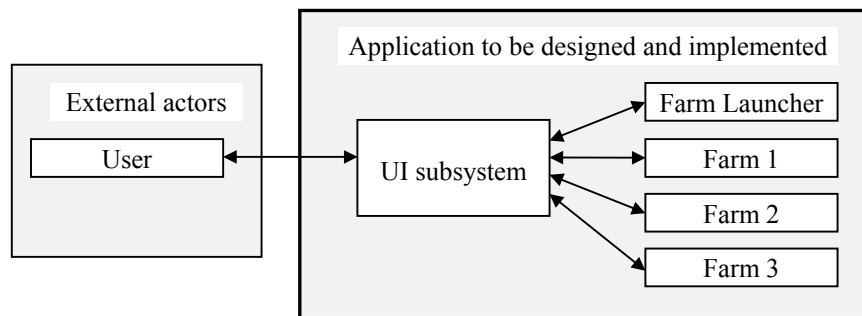 Application to be designed and implemented
External actors
User
UI subsystem
Farm Launcher
Farm 1
Farm 2
Farm 3